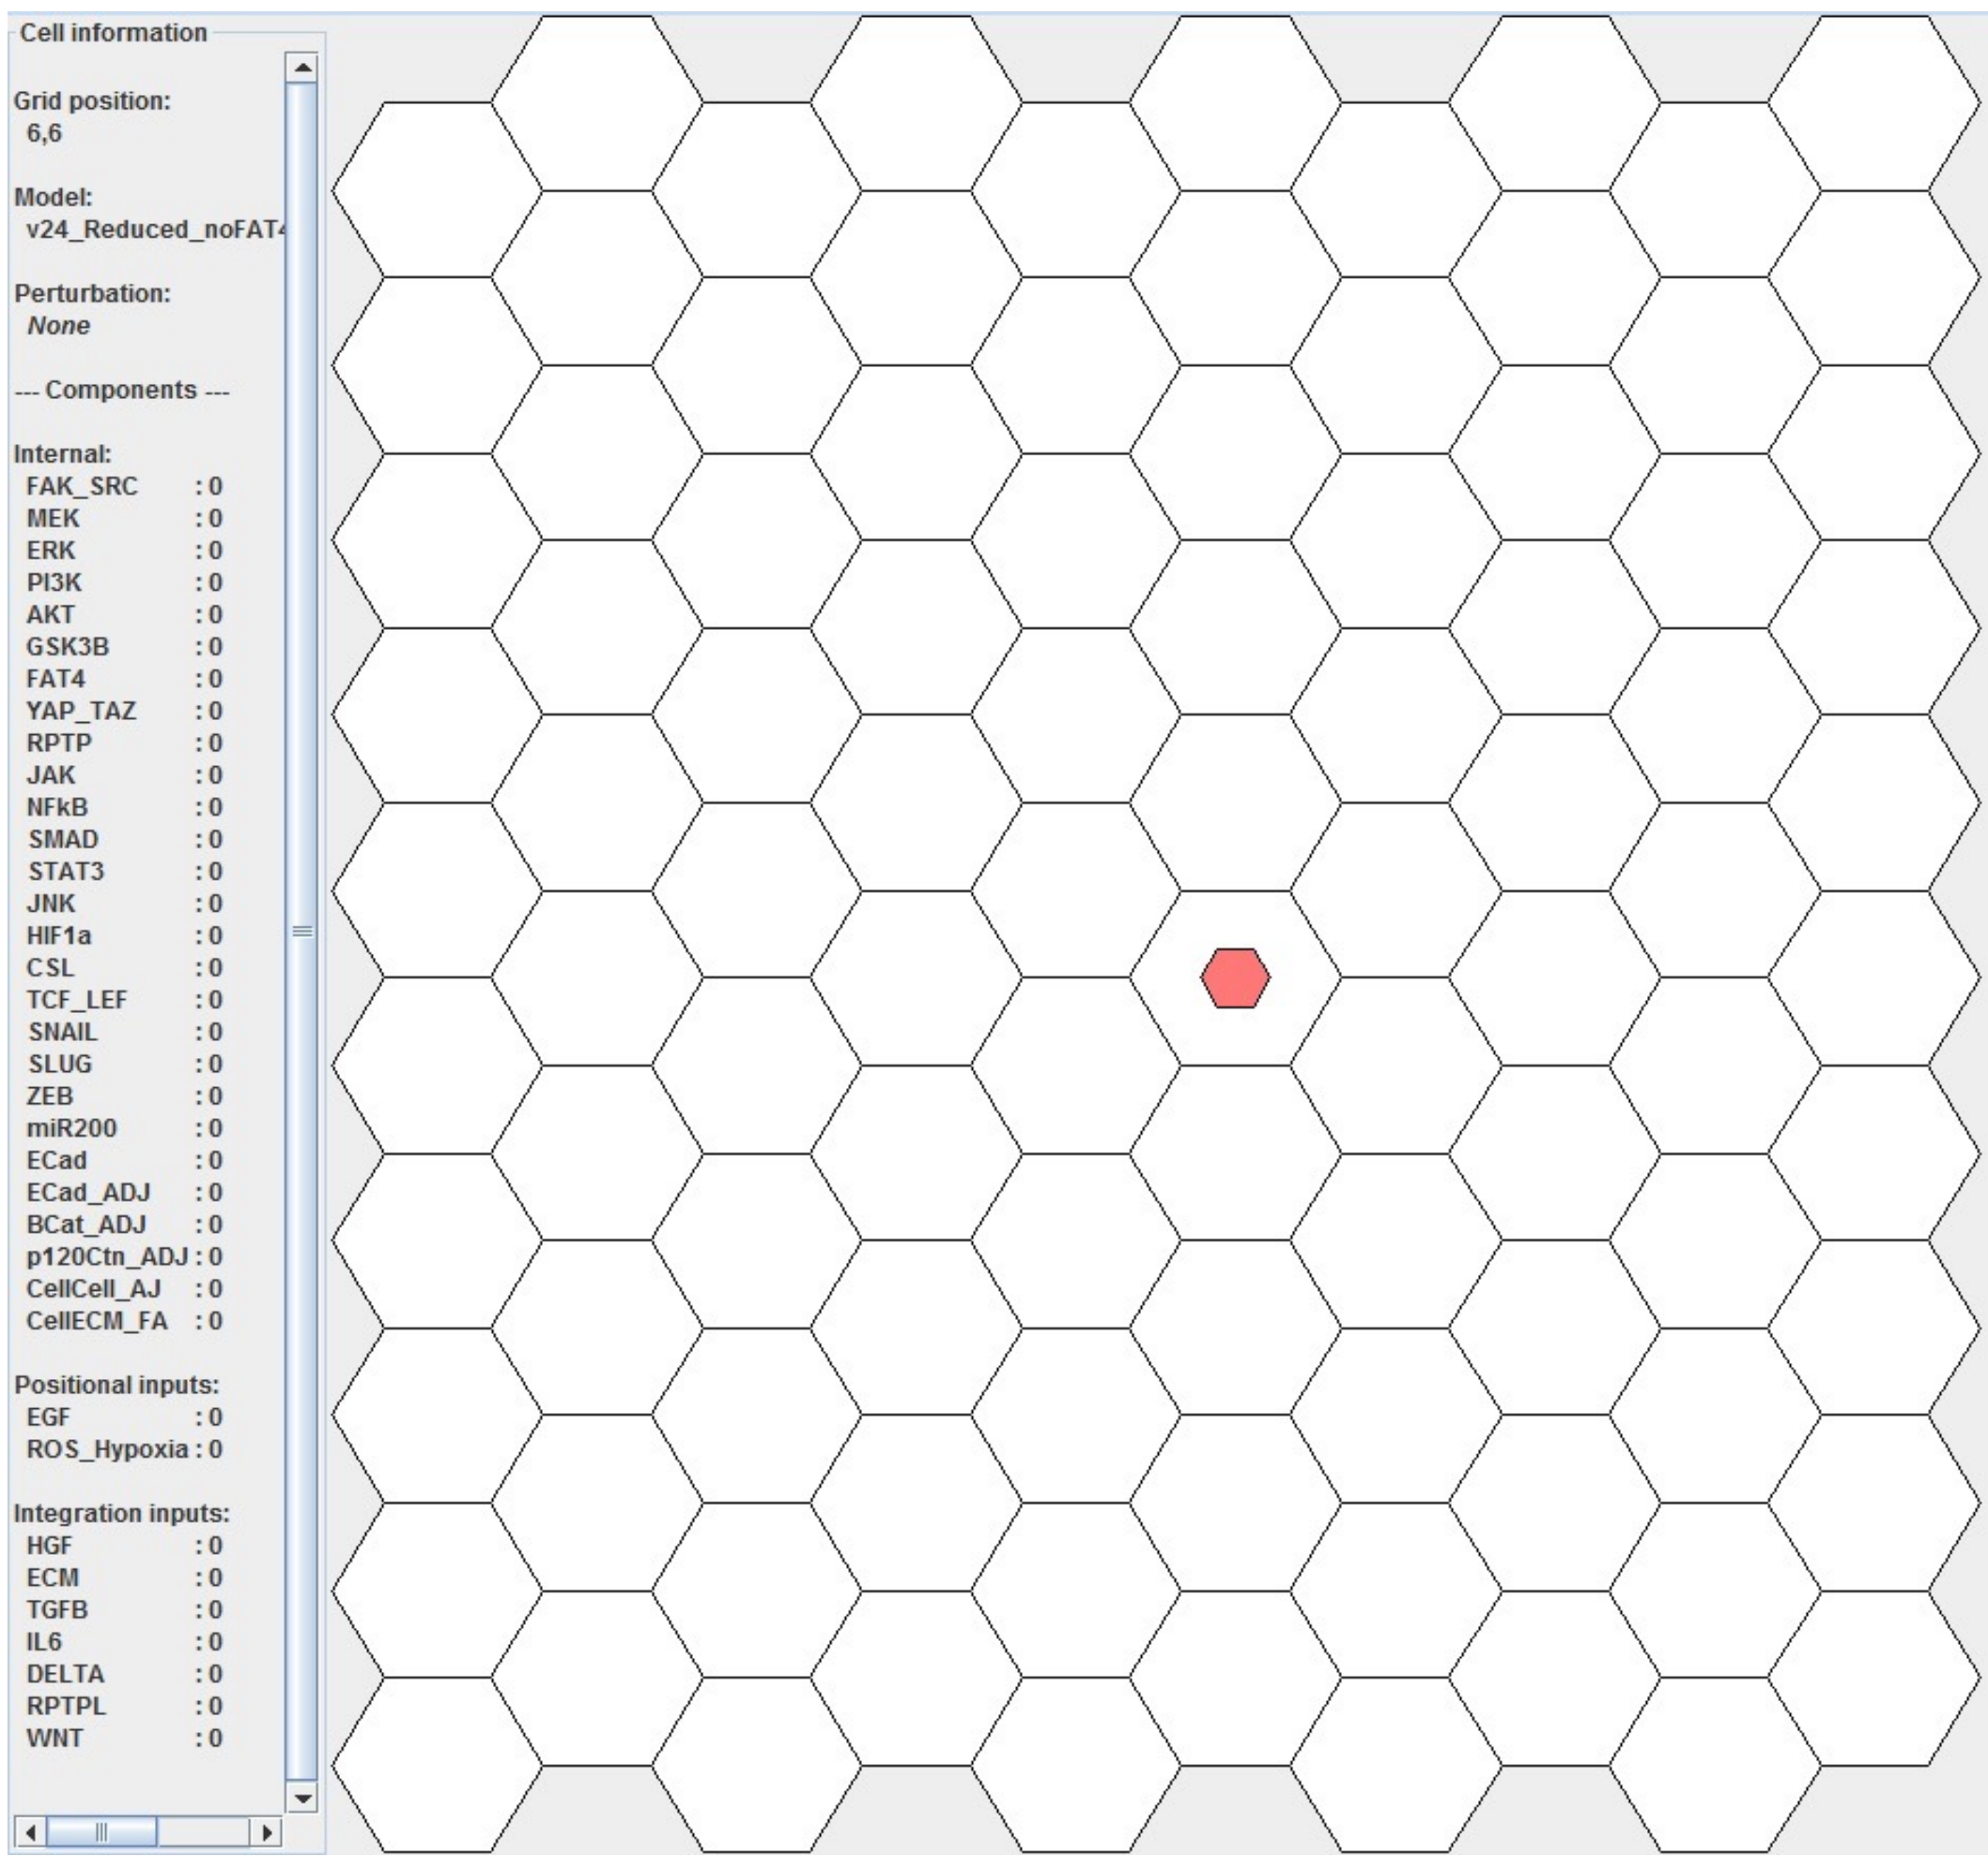 Cell information
Grid position:
6,6
Model:
v24_Reduced_noFAT4
Perturbation:
None
--- Components ---
Internal:
FAK_SRC : 0
MEK : 0
ERK : 0
PI3K : 0
AKT : 0
GSK3B : 0
FAT4 : 0
YAP_TAZ : 0
RPTP : 0
JAK : 0
NFkB : 0
SMAD : 0
STAT3 : 0
JNK : 0
HIF1a : 0
CSL : 0
TCF_LEF : 0
SNAIL : 0
SLUG : 0
ZEB : 0
miR200 : 0
ECad : 0
ECad_ADJ : 0
BCat_ADJ : 0
p120Ctn_ADJ : 0
CellCell_AJ : 0
CellECM_FA : 0
Positional inputs:
EGF : 0
ROS_Hypoxia : 0
Integration inputs:
HGF : 0
ECM : 0
TGFB : 0
IL6 : 0
DELTA : 0
RPTPL : 0
WNT : 0